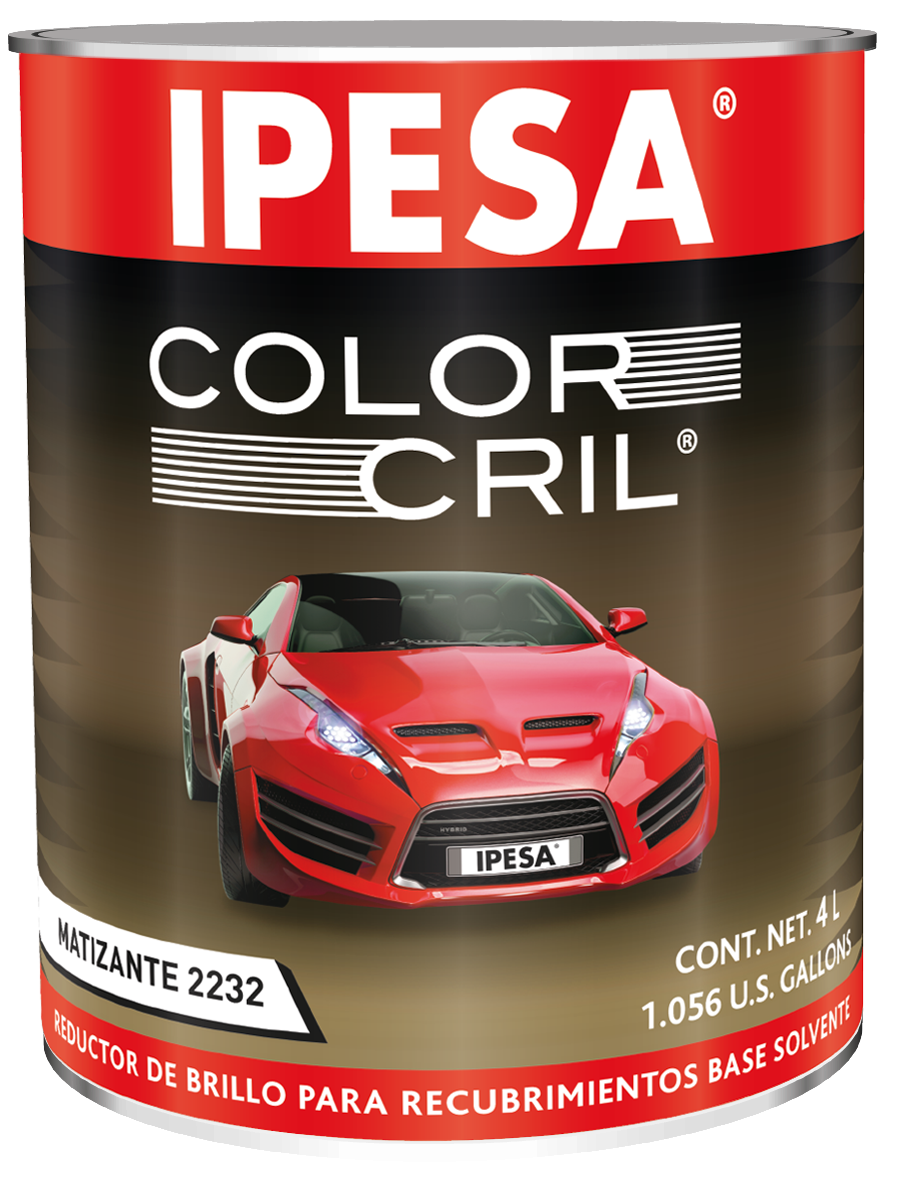 IPESA®
COLOR
CRIL®
HYBRID
IPESA®
MATIZANTE 2232
CONT. NET. 4 L
1.056 U.S. GALLONS
REDUCTOR DE BRILLO PARA RECUBRIMIENTOS BASE SOLVENTE